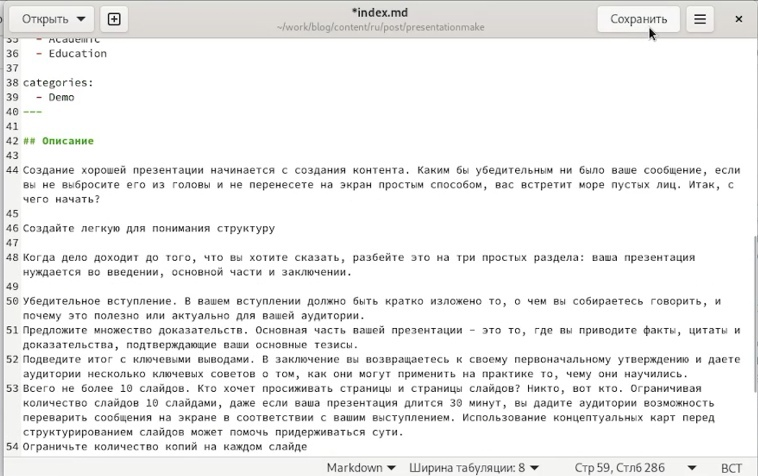 Открыть
*index.md
~/work/blog/content/ru/post/presentationmake
Сохранить
35 - Academic
36 - Education
37
38 categories:
39 - Demo
40 ---
41
42 ## Описание
43
44 Создание хорошей презентации начинается с создания контента. Каким бы убедительным ни было ваше сообщение, если
вы не выбросите его из головы и не перенесете на экран простым способом, вас встретит море пустых лиц. Итак, с
чего начать?
45
46 Создайте легкую для понимания структуру
47
48 Когда дело доходит до того, что вы хотите сказать, разбейте это на три простых раздела: ваша презентация
нуждается во введении, основной части и заключении.
49
50 Убедительное вступление. В вашем вступлении должно быть кратко изложено то, о чем вы собираетесь говорить, и
почему это полезно или актуально для вашей аудитории.
51 Предложите множество доказательств. Основная часть вашей презентации - это то, где вы приводите факты, цитаты и
доказательства, подтверждающие ваши основные тезисы.
52 Подведите итог с ключевыми выводами. В заключение вы возвращаетесь к своему первоначальному утверждению и даете
аудитории несколько ключевых советов о том, как они могут применить на практике то, чему они научились.
53 Всего не более 10 слайдов. Кто хочет просиживать страницы и страницы слайдов? Никто, вот кто. Ограничивая
количество слайдов 10 слайдами, даже если ваша презентация длится 30 минут, вы дадите аудитории возможность
переварить сообщения на экране в соответствии с вашим выступлением. Использование концептуальных карт перед
структурированием слайдов может помочь придерживаться сути.
54 Ограничьте количество копий на каждом слайде
Markdown Ширина табуляции: 8 Стр 59, Стлб 286 ВСТ